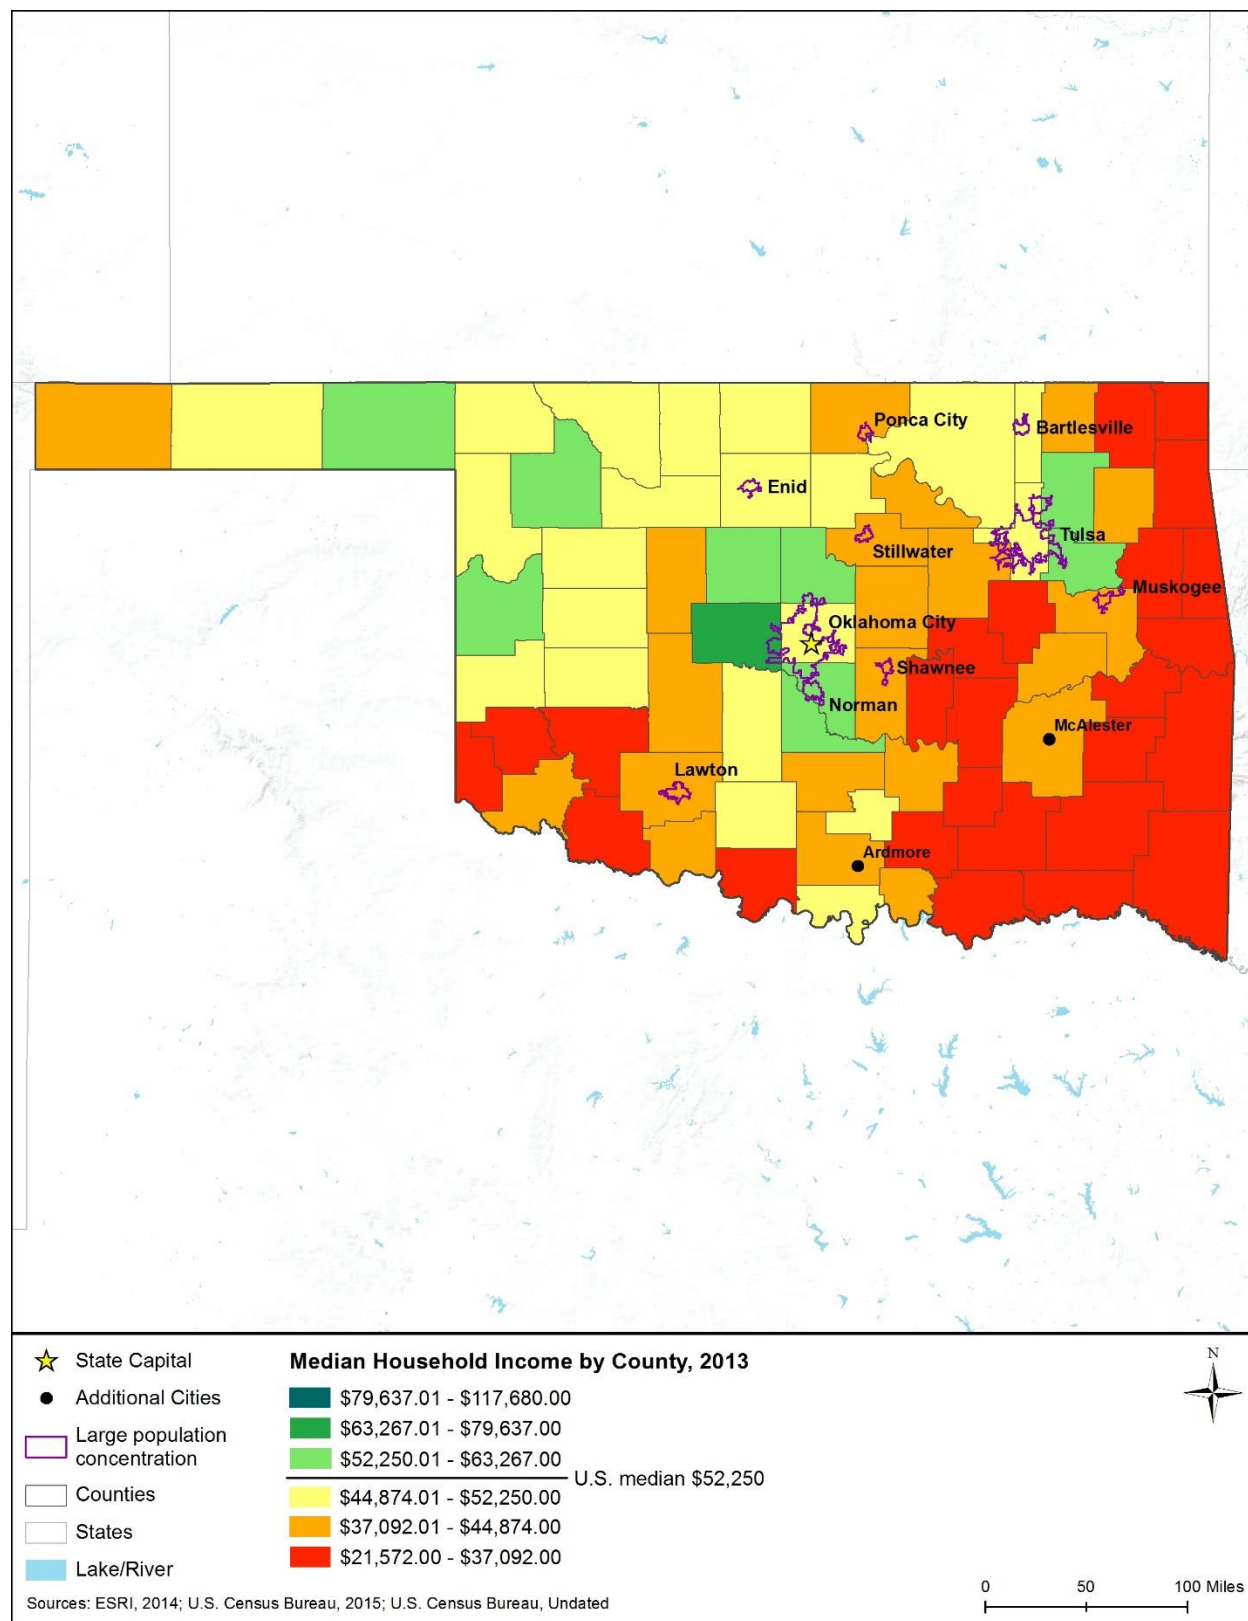 Ponca City
Bartlesville
Enid
Tulsa
Stillwater
Muskogee
Oklahoma City
Shawnee
Norman
McAlester
Lawton
Ardmore
State Capital
Additional Cities
Large population
concentration
Counties
States
Lake/River
Median Household Income by County, 2013
$79,637.01 - $117,680.00
$63,267.01 - $79,637.00
$52,250.01 - $63,267.00
U.S. median $52,250
$44,874.01 - $52,250.00
$37,092.01 - $44,874.00
$21,572.00 - $37,092.00
N
0 50 100 Miles
Sources: ESRI, 2014; U.S. Census Bureau, 2015; U.S. Census Bureau, Undated